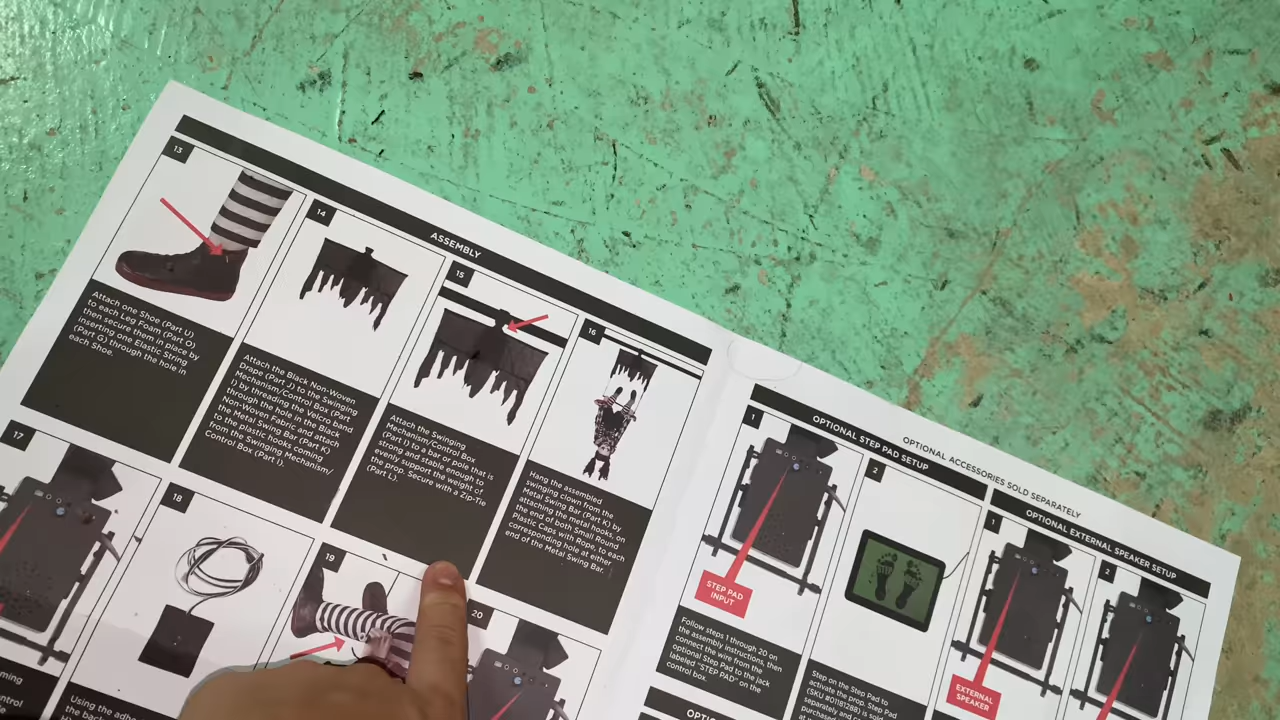 ASSEMBLY
13
Attach one Shoe (Part U)
to each Leg Foam (Part O)
then secure them in place by
inserting one Elastic String
(Part G) through the hole in
each Shoe.
14
Attach the Black Non-Woven
Drape (Part J) to the Swinging
Mechanism/Control Box (Part
I) by threading the Velcro band
through the hole in the Black
Non-Woven Fabric and attach
the Metal Swing Bar (Part K)
to the plastic hooks coming
from the Swinging Mechanism/
Control Box (Part I).
15
Attach the Swinging
Mechanism/Control Box
(Part I) to a bar or pole that is
strong and stable enough to
evenly support the weight of
the prop. Secure with a Zip-Tie
(Part L).
16
Hang the assembled
swinging clown from the
Metal Swing Bar (Part K) by
attaching the metal hooks, on
the end of both Small Round
Plastic Caps with Rope, to each
corresponding hole at either
end of the Metal Swing Bar.
17
18
Using the
the back
19
20
OPTIONAL ACCESSORIES SOLD SEPARATELY
OPTIONAL STEP PAD SETUP
1
STEP PAD
INPUT
Follow steps 1 through 20 on
the assembly instructions, then
connect the wire from the
optional Step Pad to the jack
labeled "STEP PAD" on the
control box.
2
Step on the Step Pad to
activate the prop. Step Pad
(SKU #01181288) is sold
separately and
purchased
OPTIONAL EXTERNAL SPEAKER SETUP
1
EXTERNAL
SPEAKER
2